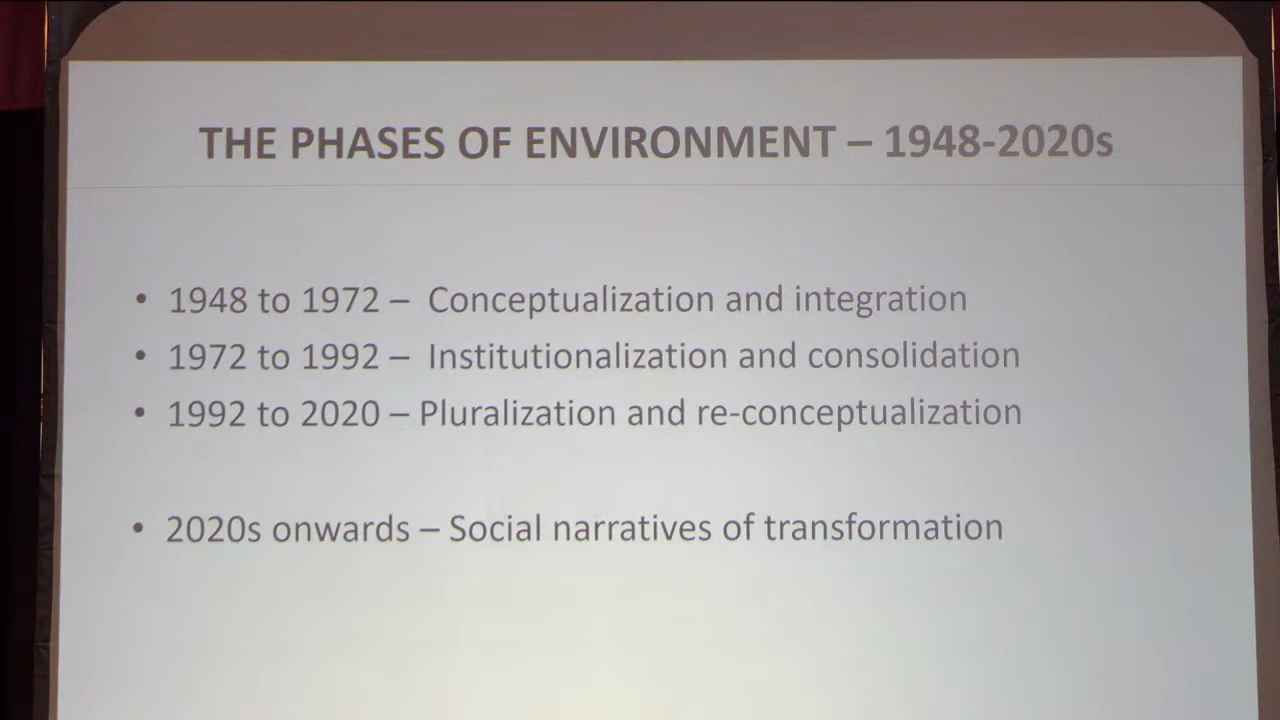 THE PHASES OF ENVIRONMENT – 1948-2020s
• 1948 to 1972 – Conceptualization and integration
• 1972 to 1992 – Institutionalization and consolidation
• 1992 to 2020 – Pluralization and re-conceptualization
• 2020s onwards – Social narratives of transformation